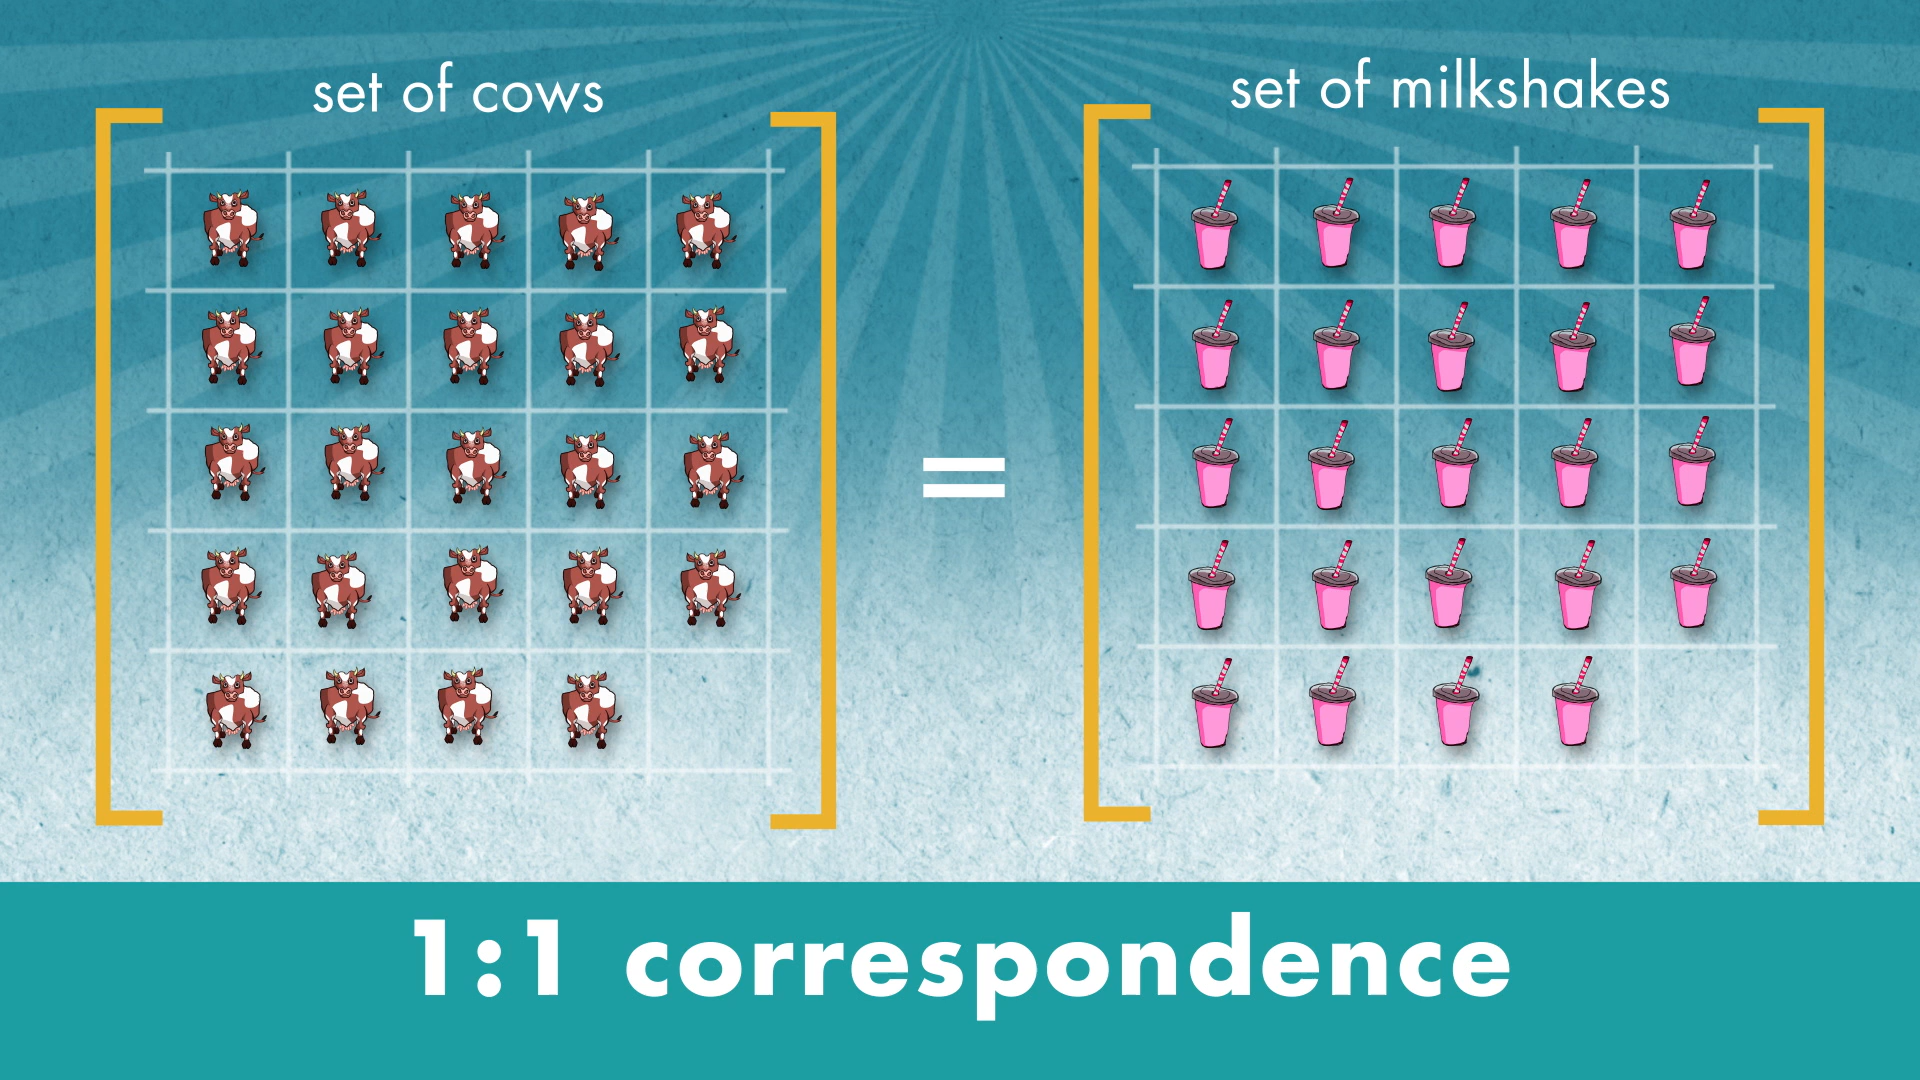 set of cows
set of milkshakes
=
1:1 correspondence